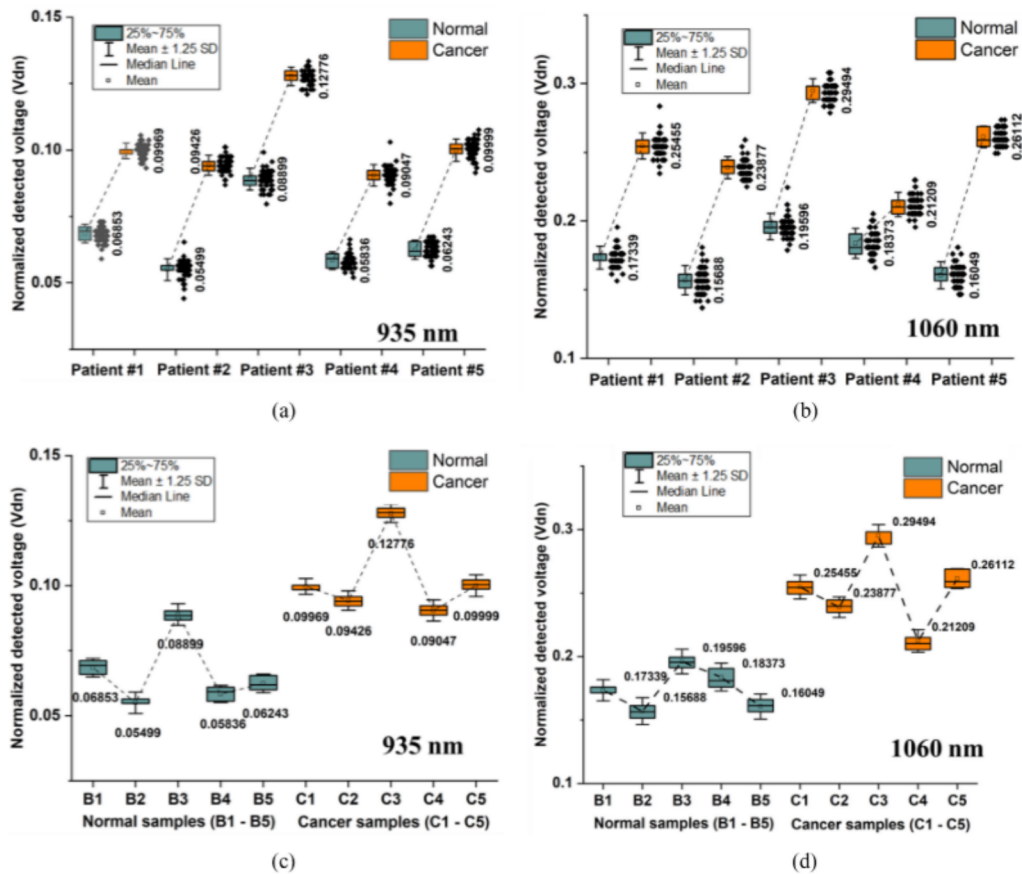 (a)
Normalized detected voltage (Vdn)
0.15
0.10
0.05
25%~75%
Mean ± 1.25 SD
Median Line
Mean
Normal
Cancer
0.06853
0.09969
0.05499
0.09426
0.08899
0.12776
0.05836
0.09047
0.06243
0.09999
935 nm
Patient #1 Patient #2 Patient #3 Patient #4 Patient #5
(b)
Normalized detected voltage (Vdn)
0.3
0.2
0.1
25%~75%
Mean ± 1.25 SD
Median Line
Mean
Normal
Cancer
0.17339
0.25455
0.15688
0.23877
0.19596
0.29494
0.18373
0.21209
0.16049
0.26112
1060 nm
Patient #1 Patient #2 Patient #3 Patient #4 Patient #5
(a)
(b)
Normalized detected voltage (Vdn)
0.15
0.10
0.05
25%~75%
Mean ± 1.25 SD
Median Line
Mean
Normal
Cancer
0.06853
0.05499
0.08899
0.05836
0.06243
0.09969
0.09426
0.12776
0.09047
0.09999
935 nm
B1 B2 B3 B4 B5 C1 C2 C3 C4 C5
Normal samples (B1 - B5) Cancer samples (C1 - C5)
Normalized detected voltage (Vdn)
0.3
0.2
0.1
25%~75%
Mean ± 1.25 SD
Median Line
Mean
Normal
Cancer
0.17339
0.15688
0.19596
0.18373
0.16049
0.25455
0.23877
0.29494
0.21209
0.26112
1060 nm
B1 B2 B3 B4 B5 C1 C2 C3 C4 C5
Normal samples (B1 - B5) Cancer samples (C1 - C5)
(c)
(d)